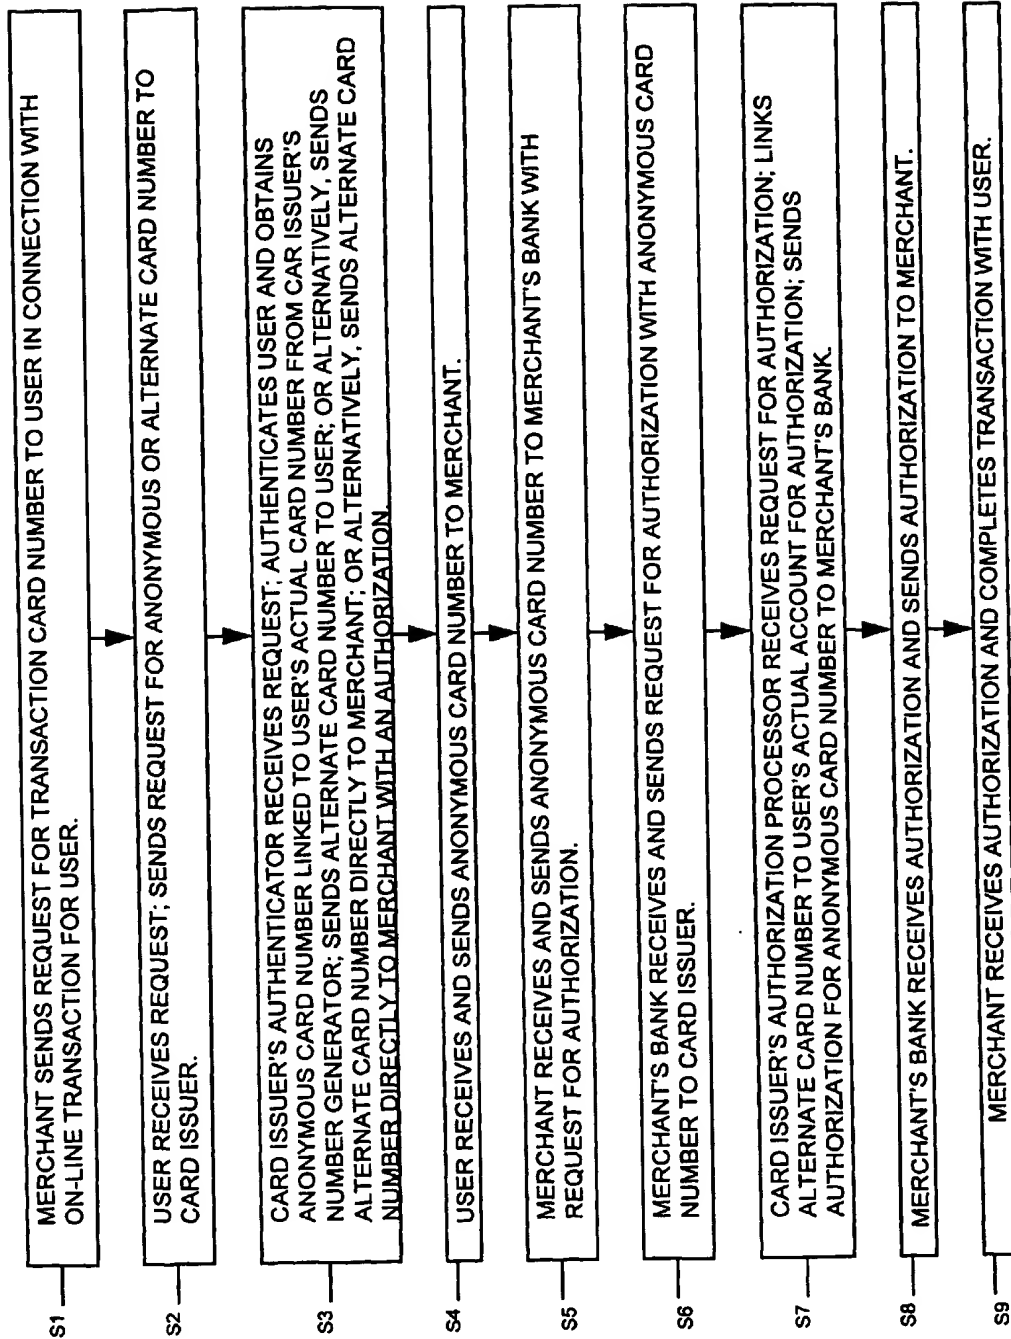 S1
MERCHANT SENDS REQUEST FOR TRANSACTION CARD NUMBER TO USER IN CONNECTION WITH
ON-LINE TRANSACTION FOR USER.
S2
USER RECEIVES REQUEST; SENDS REQUEST FOR ANONYMOUS OR ALTERNATE CARD NUMBER TO
CARD ISSUER.
S3
CARD ISSUER'S AUTHENTICATOR RECEIVES REQUEST; AUTHENTICATES USER AND OBTAINS
ANONYMOUS CARD NUMBER LINKED TO USER'S ACTUAL CARD NUMBER FROM CAR ISSUER'S
NUMBER GENERATOR; SENDS ALTERNATE CARD NUMBER TO USER; OR ALTERNATIVELY, SENDS
ALTERNATE CARD NUMBER DIRECTLY TO MERCHANT; OR ALTERNATIVELY, SENDS ALTERNATE CARD
NUMBER DIRECTLY TO MERCHANT WITH AN AUTHORIZATION.
S4
USER RECEIVES AND SENDS ANONYMOUS CARD NUMBER TO MERCHANT.
S5
MERCHANT RECEIVES AND SENDS ANONYMOUS CARD NUMBER TO MERCHANT'S BANK WITH
REQUEST FOR AUTHORIZATION.
S6
MERCHANT'S BANK RECEIVES AND SENDS REQUEST FOR AUTHORIZATION WITH ANONYMOUS CARD
NUMBER TO CARD ISSUER.
S7
CARD ISSUER'S AUTHORIZATION PROCESSOR RECEIVES REQUEST FOR AUTHORIZATION; LINKS
ALTERNATE CARD NUMBER TO USER'S ACTUAL ACCOUNT FOR AUTHORIZATION; SENDS
AUTHORIZATION FOR ANONYMOUS CARD NUMBER TO MERCHANT'S BANK.
S8
MERCHANT'S BANK RECEIVES AUTHORIZATION AND SENDS AUTHORIZATION TO MERCHANT.
S9
MERCHANT RECEIVES AUTHORIZATION AND COMPLETES TRANSACTION WITH USER.